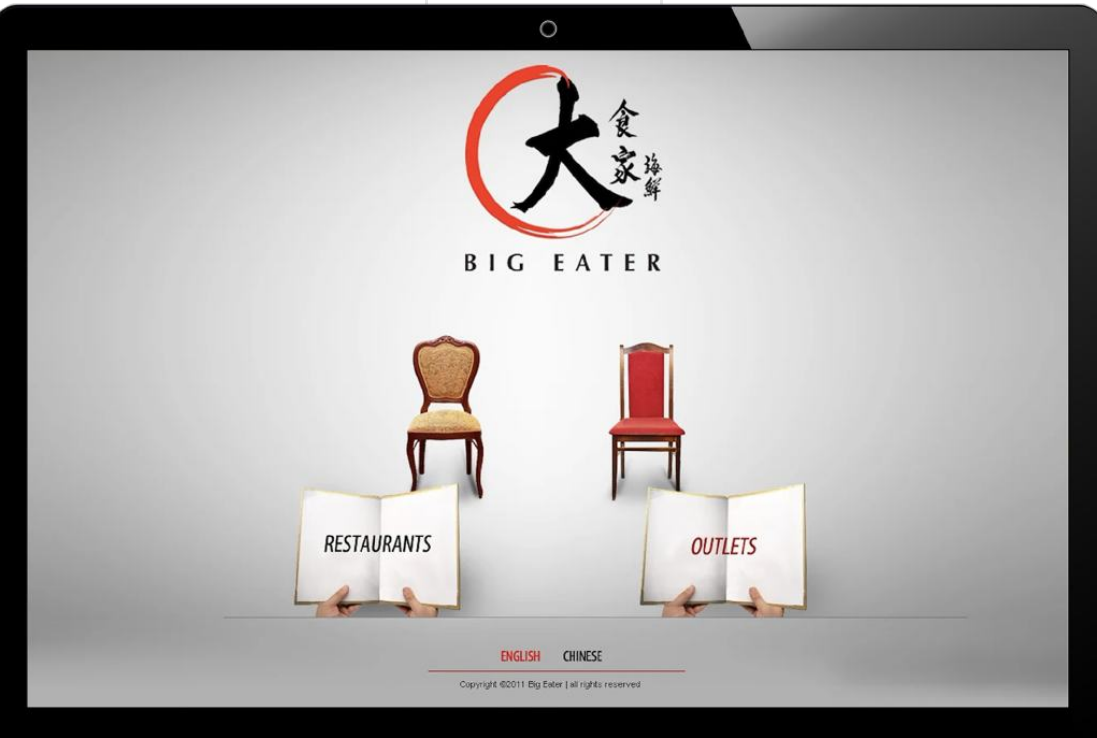 大
食家
海鮮
BIG EATER
RESTAURANTS
OUTLETS
ENGLISH CHINESE
Copyright ©2011 Big Eater | all rights reserved